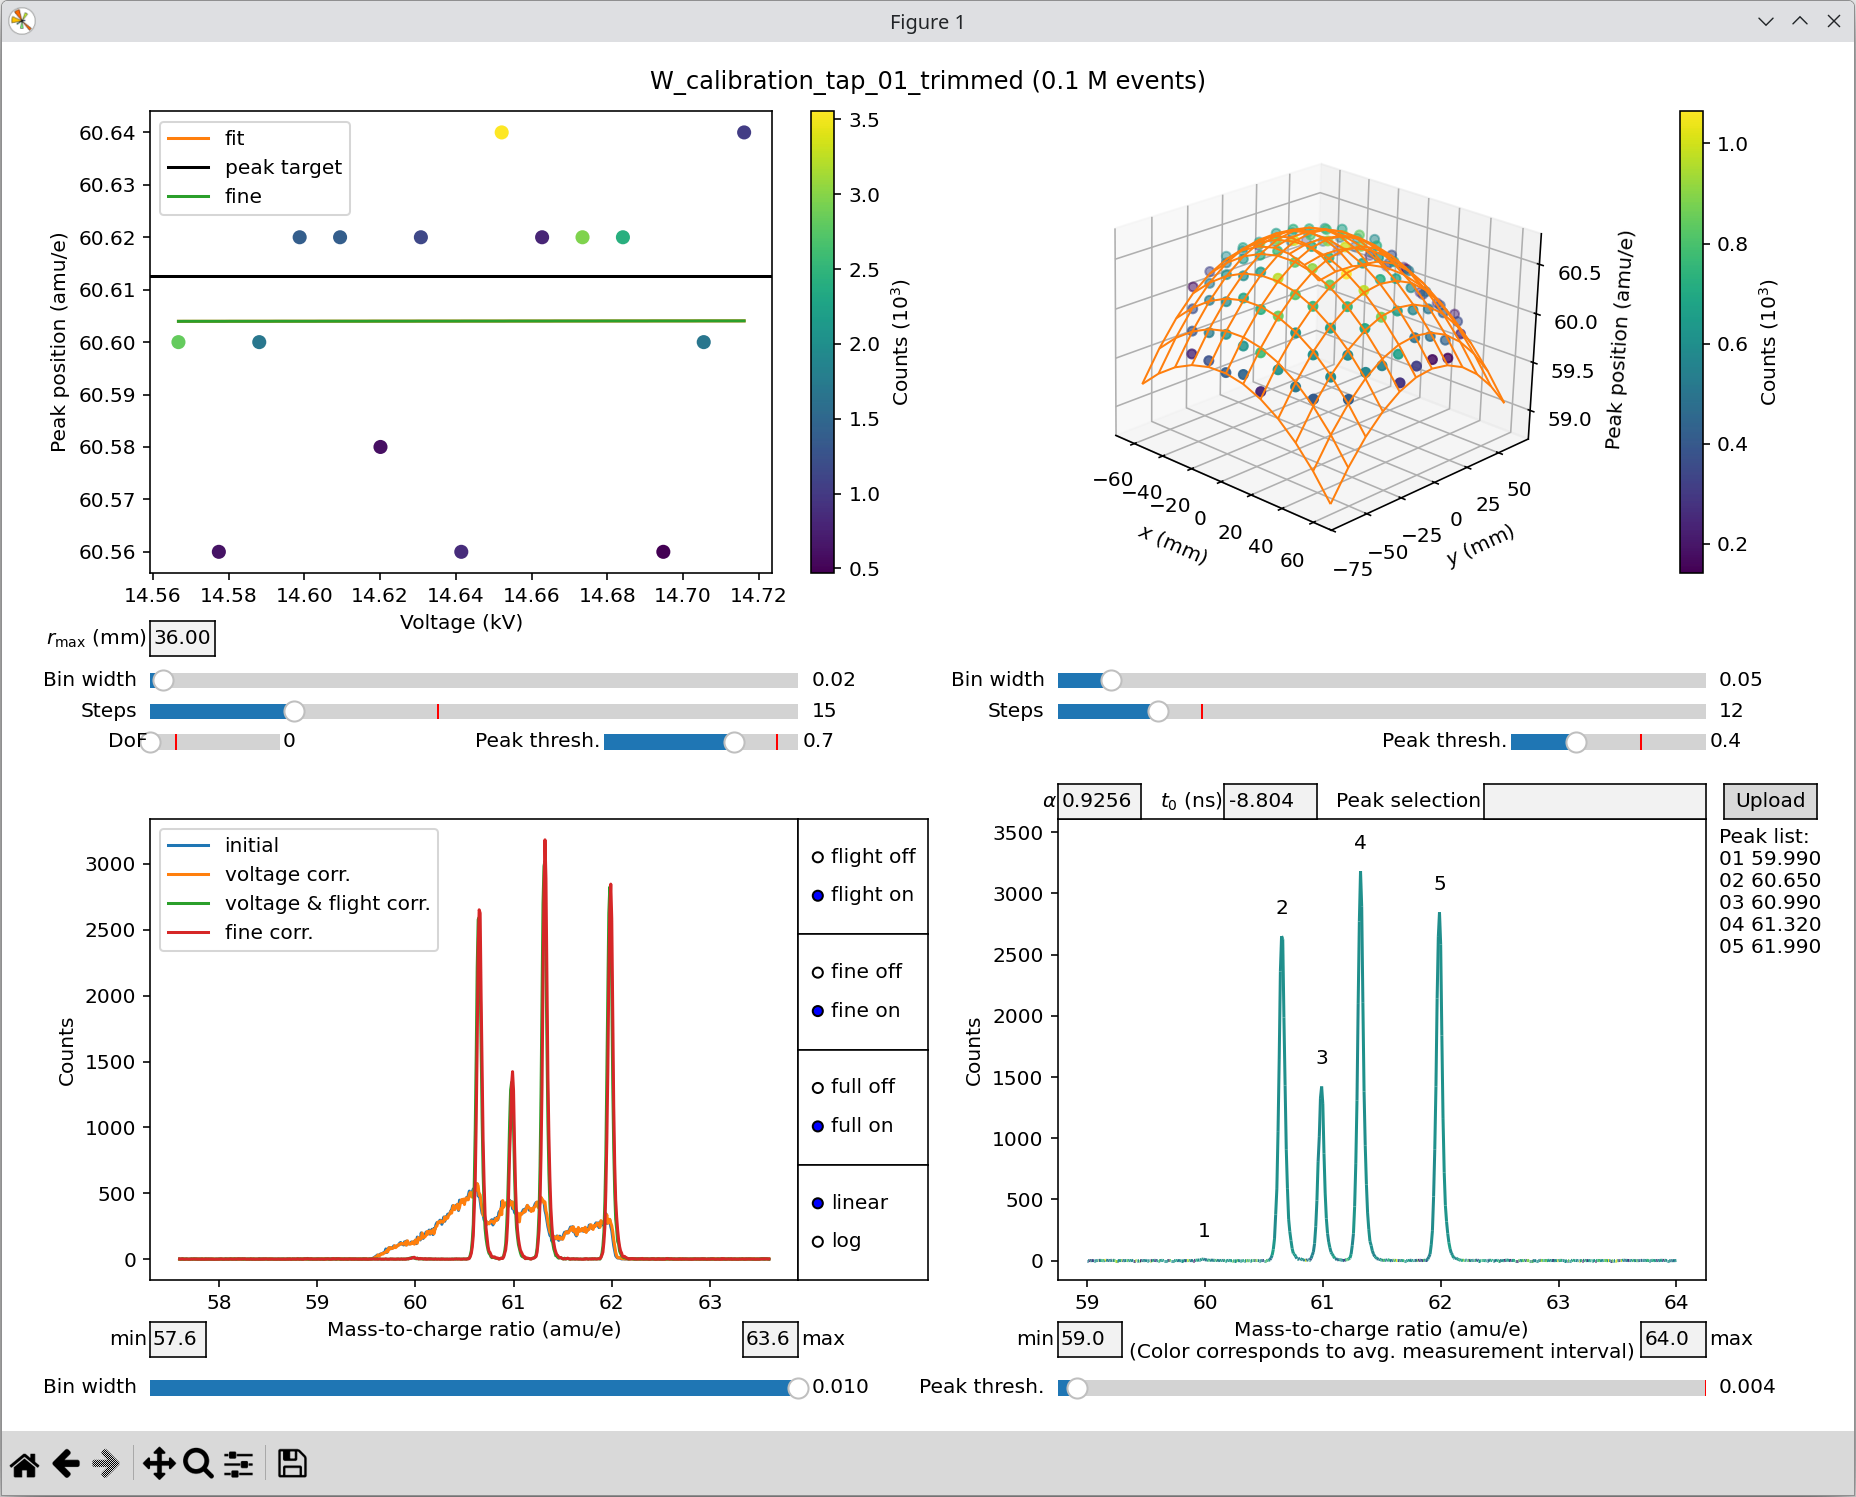 Figure 1
W_calibration_tap_01_trimmed (0.1 M events)
fit
peak target
fine
60.64
60.63
60.62
60.61
60.60
60.59
60.58
60.57
60.56
Peak position (amu/e)
14.56 14.58 14.60 14.62 14.64 14.66 14.68 14.70 14.72
Voltage (kV)
3.5
3.0
2.5
2.0
1.5
1.0
0.5
Counts (10³)
60.5
60.0
59.5
59.0
Peak position (amu/e)
−60 −40 −20 0 20 40 60
x (mm)
−75 −50 −25 0 25 50
y (mm)
1.0
0.8
0.6
0.4
0.2
Counts (10³)
rmax (mm) 36.00
Bin width 0.02
Steps 15
DoF 0 Peak thresh. 0.7
Bin width 0.05
Steps 12
Peak thresh. 0.4
initial
voltage corr.
voltage & flight corr.
fine corr.
3000
2500
2000
1500
1000
500
0
Counts
58 59 60 61 62 63
Mass-to-charge ratio (amu/e)
min 57.6
63.6 max
Bin width 0.010
flight off
flight on
fine off
fine on
full off
full on
linear
log
α 0.9256 t0 (ns) -8.804 Peak selection Upload
Peak list:
01 59.990
02 60.650
03 60.990
04 61.320
05 61.990
3500
3000
2500
2000
1500
1000
500
0
Counts
1
2
3
4
5
59 60 61 62 63 64
Mass-to-charge ratio (amu/e)
(Color corresponds to avg. measurement interval)
min 59.0
64.0 max
Peak thresh. 0.004